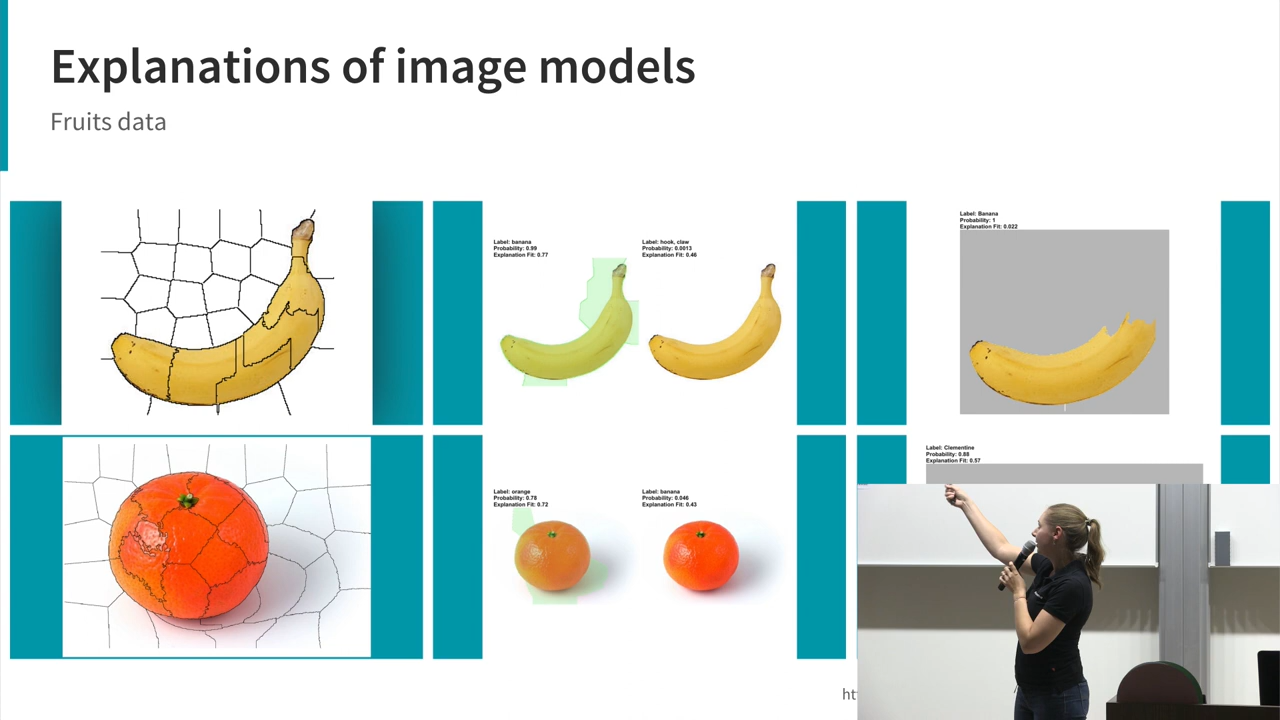 Explanations of image models
Fruits data
Label: banana
Probability: 0.99
Explanation Fit: 0.77
Label: hook, claw
Probability: 0.0013
Explanation Fit: 0.46
Label: Banana
Probability: 1
Explanation Fit: 0.022
Label: orange
Probability: 0.78
Explanation Fit: 0.72
Label: banana
Probability: 0.046
Explanation Fit: 0.43
Label: Clementine
Probability: 0.88
Explanation Fit: 0.57